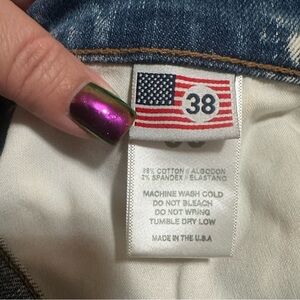 38
98% COTTON // ALGODON
2% SPANDEX // ELASTANO
MACHINE WASH COLD
DO NOT BLEACH
DO NOT WRING
TUMBLE DRY LOW
MADE IN THE U.S.A